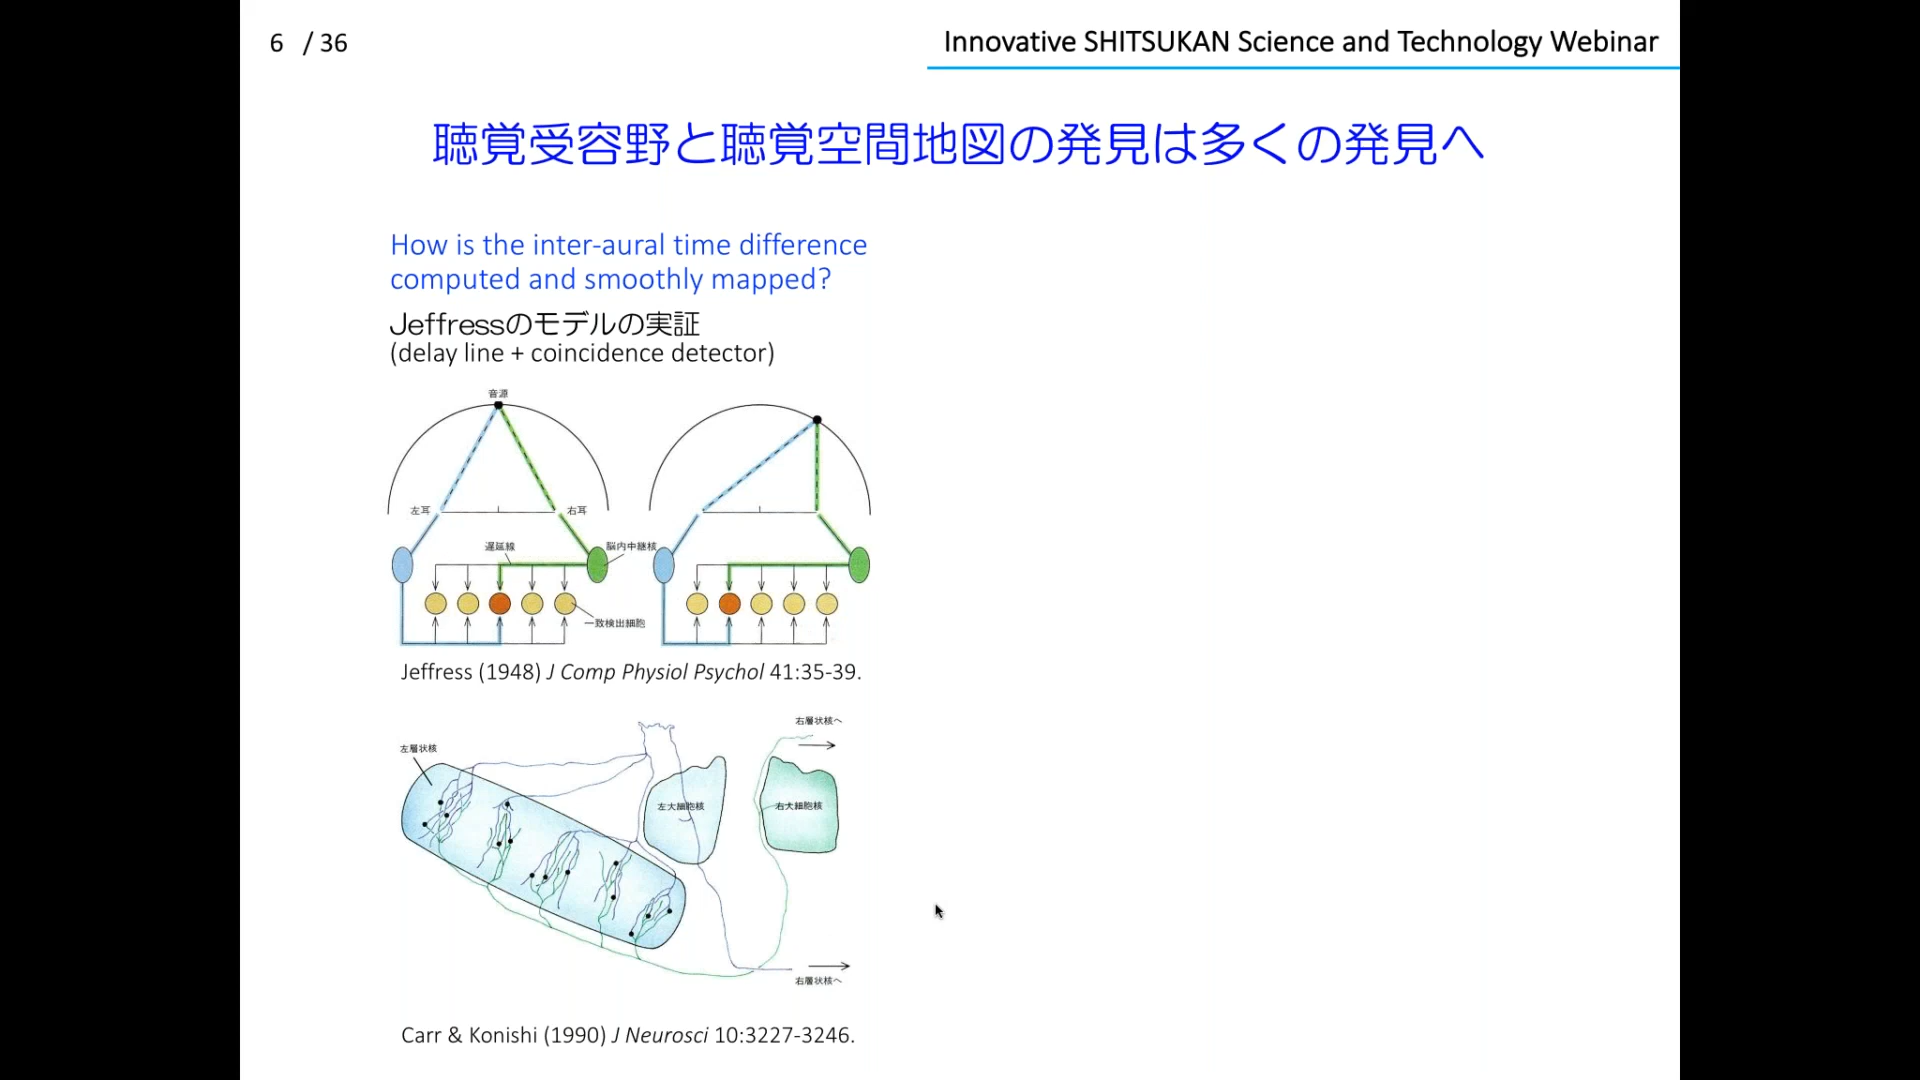 6 / 36
Innovative SHITSUKAN Science and Technology Webinar
聴覚受容野と聴覚空間地図の発見は多くの発見へ
How is the inter-aural time difference
computed and smoothly mapped?
Jeffressのモデルの実証
(delay line + coincidence detector)
音源
左耳
右耳
遅延線
脳内中継核
一致検出細胞
Jeffress (1948) J Comp Physiol Psychol 41:35-39.
右層状核へ
左層状核
左大細胞核
右大細胞核
右層状核へ
Carr & Konishi (1990) J Neurosci 10:3227-3246.